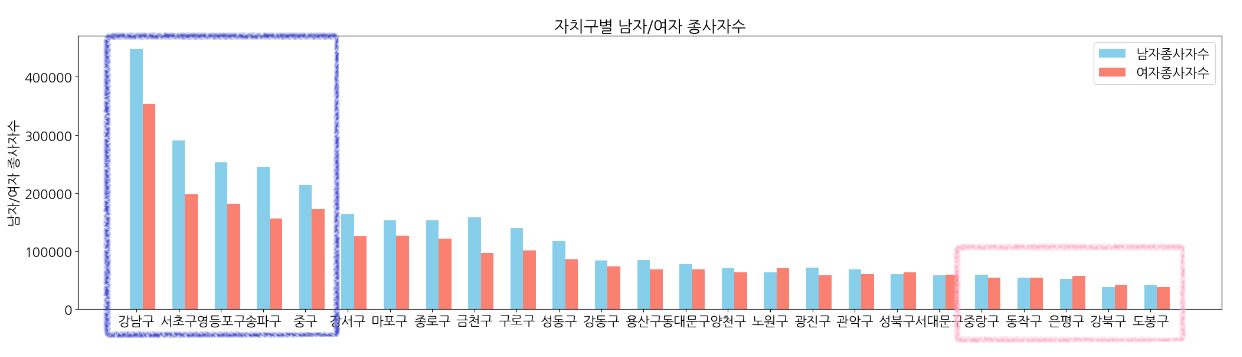 자치구별 남자/여자 종사자수
남자종사자수
여자종사자수
남자/여자 종사자수
400000
300000
200000
100000
0
강남구 서초구 영등포구 송파구 중구 강서구 마포구 종로구 금천구 구로구 성동구 강동구 용산구 동대문구 양천구 노원구 광진구 관악구 성북구 서대문구 중랑구 동작구 은평구 강북구 도봉구